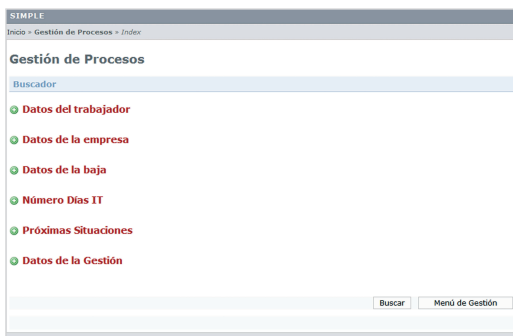 SIMPLE
Inicio » Gestión de Procesos » Index
Gestión de Procesos
Buscador
Datos del trabajador
Datos de la empresa
Datos de la baja
Número Días IT
Próximas Situaciones
Datos de la Gestión
Buscar Menú de Gestión